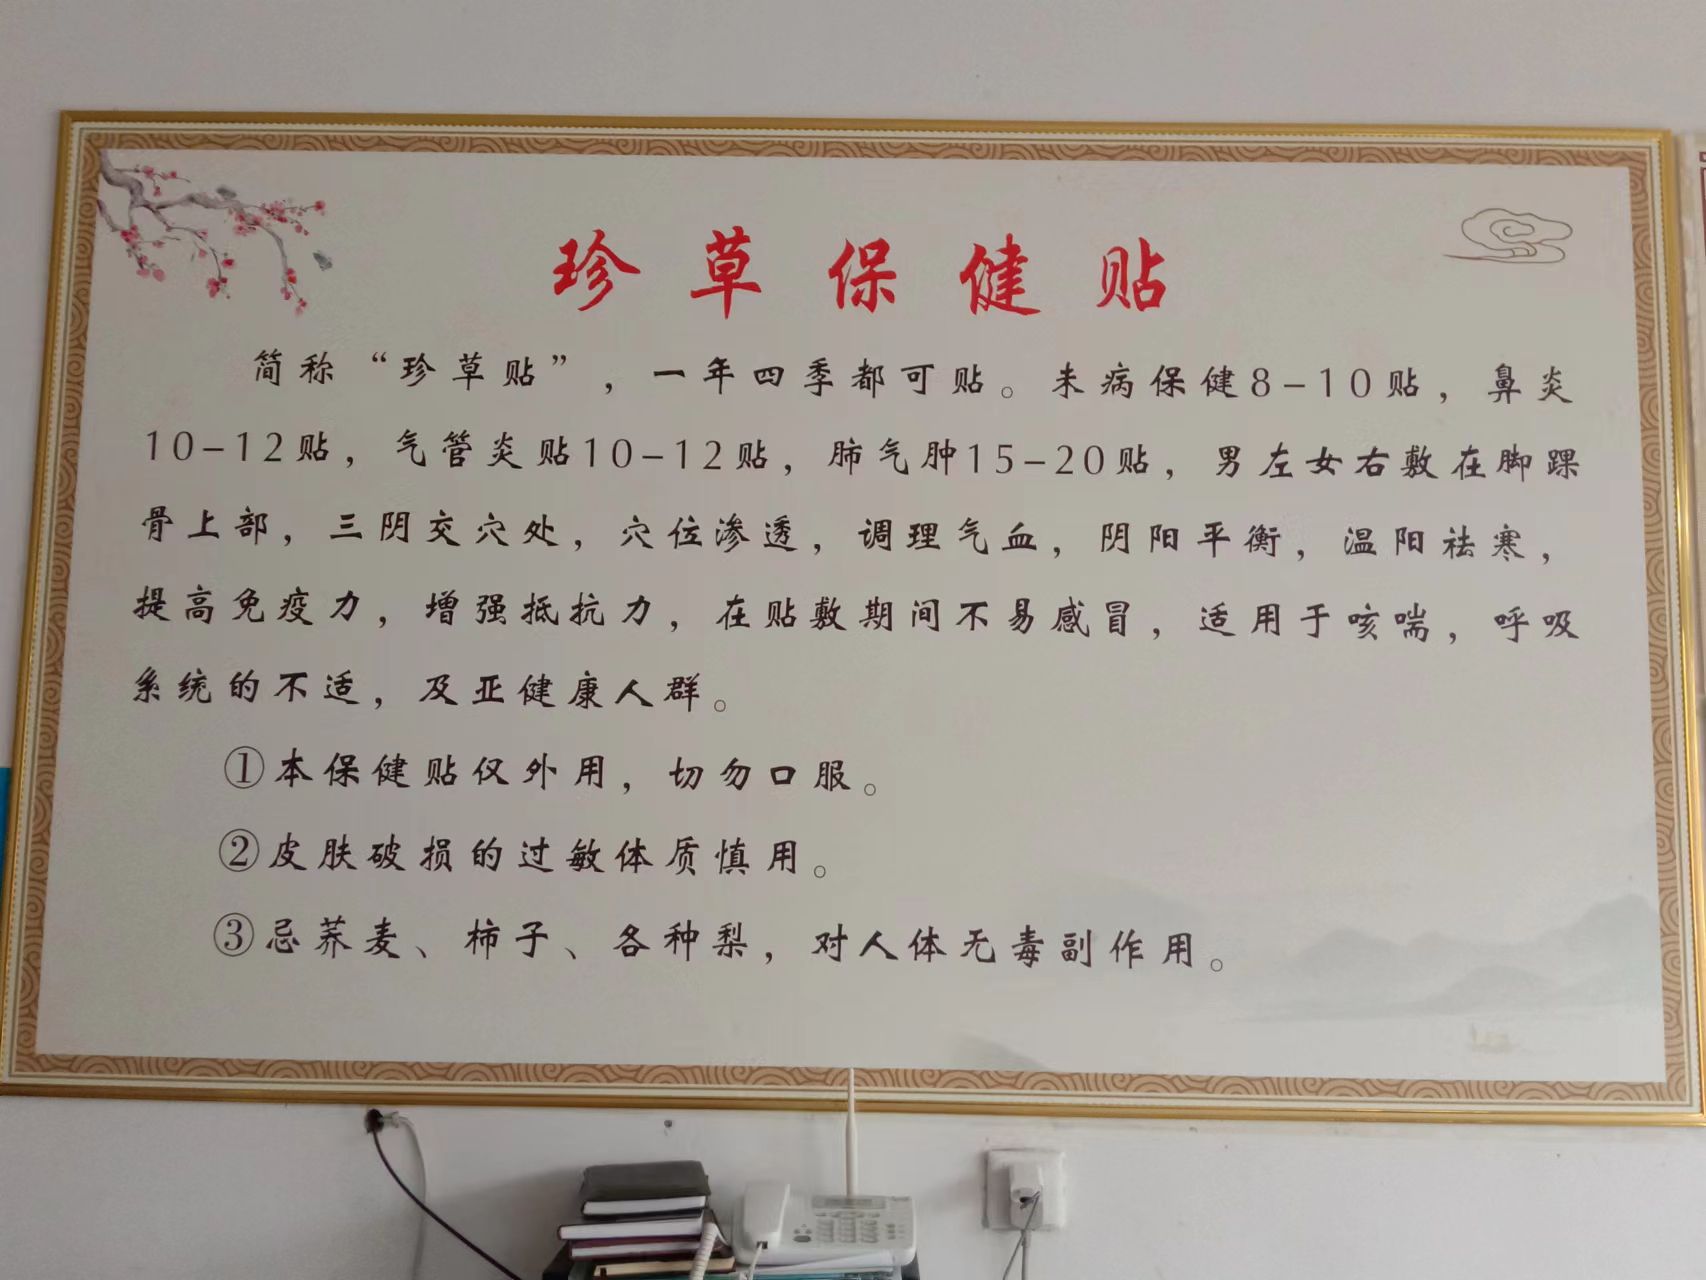 珍草保健贴
简称“珍草贴”，一年四季都可贴。未病保健8-10贴，鼻炎
10-12贴，气管炎贴10-12贴，肺气肿15-20贴，男左女右敷在脚踝
骨上部，三阴交穴处，穴位渗透，调理气血，阴阳平衡，温阳祛寒，
提高免疫力，增强抵抗力，在贴敷期间不易感冒，适用于咳喘，呼吸
系统的不适，及亚健康人群。
①本保健贴仅外用，切勿口服。
②皮肤破损的过敏体质慎用。
③忌荞麦、柿子、各种梨，对人体无毒副作用。